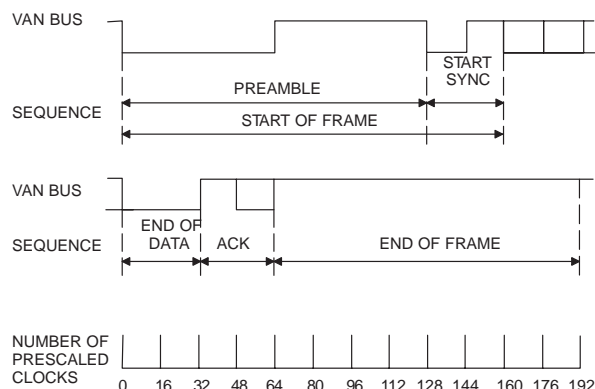 VAN BUS
START
SYNC
PREAMBLE
SEQUENCE
START OF FRAME
VAN BUS
END OF
DATA
ACK
END OF FRAME
SEQUENCE
NUMBER OF
PRESCALED
CLOCKS
0 16 32 48 64 80 96 112 128 144 160 176 192